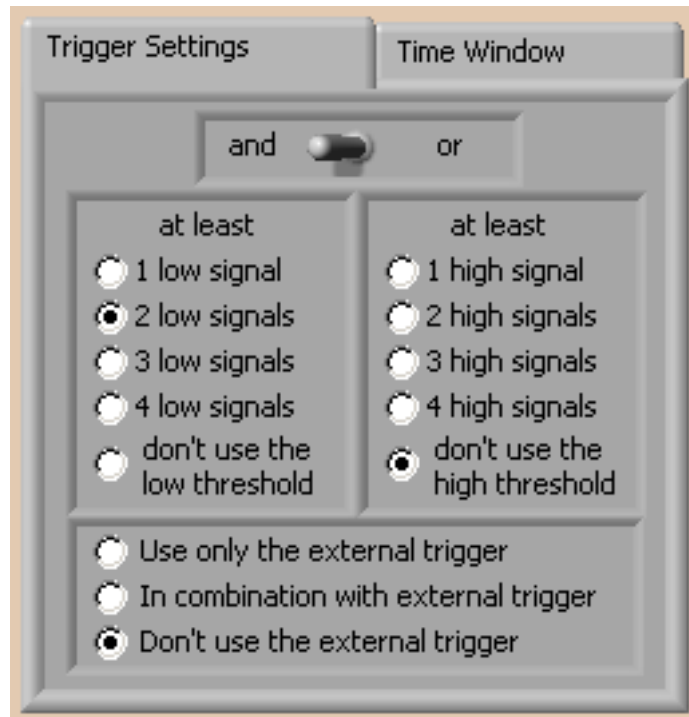 Trigger Settings
Time Window
and or
at least
1 low signal
2 low signals
3 low signals
4 low signals
don't use the
low threshold
at least
1 high signal
2 high signals
3 high signals
4 high signals
don't use the
high threshold
Use only the external trigger
In combination with external trigger
Don't use the external trigger